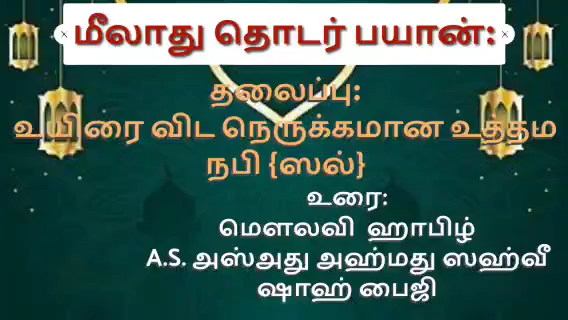 மீலாது தொடர் பயான்:
தலைப்பு:
உயிரை விட நெருக்கமான உத்தம
நபி {ஸல்}
உரை:
மௌலவி ஹாபிழ்
A.S. அஸ்அது அஹ்மது ஸஹ்வீ
ஷாஹ் பைஜி